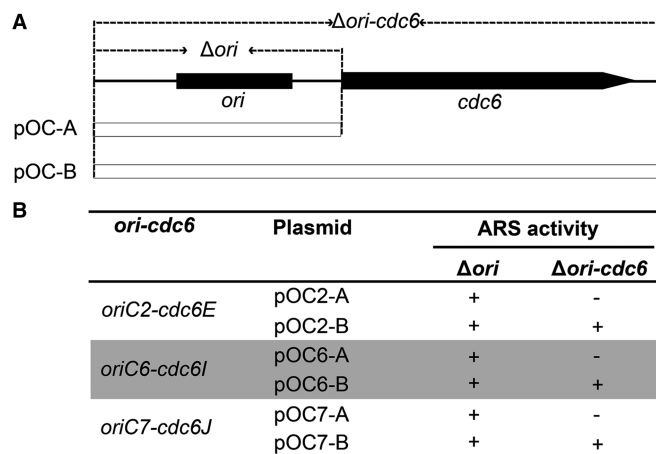 A
Δori-cdc6
Δori
ori
cdc6
pOC-A
pOC-B
B
ori-cdc6 Plasmid ARS activity
Δori Δori-cdc6
oriC2-cdc6E
pOC2-A + -
pOC2-B + +
oriC6-cdc6I
pOC6-A + -
pOC6-B + +
oriC7-cdc6J
pOC7-A + -
pOC7-B + +